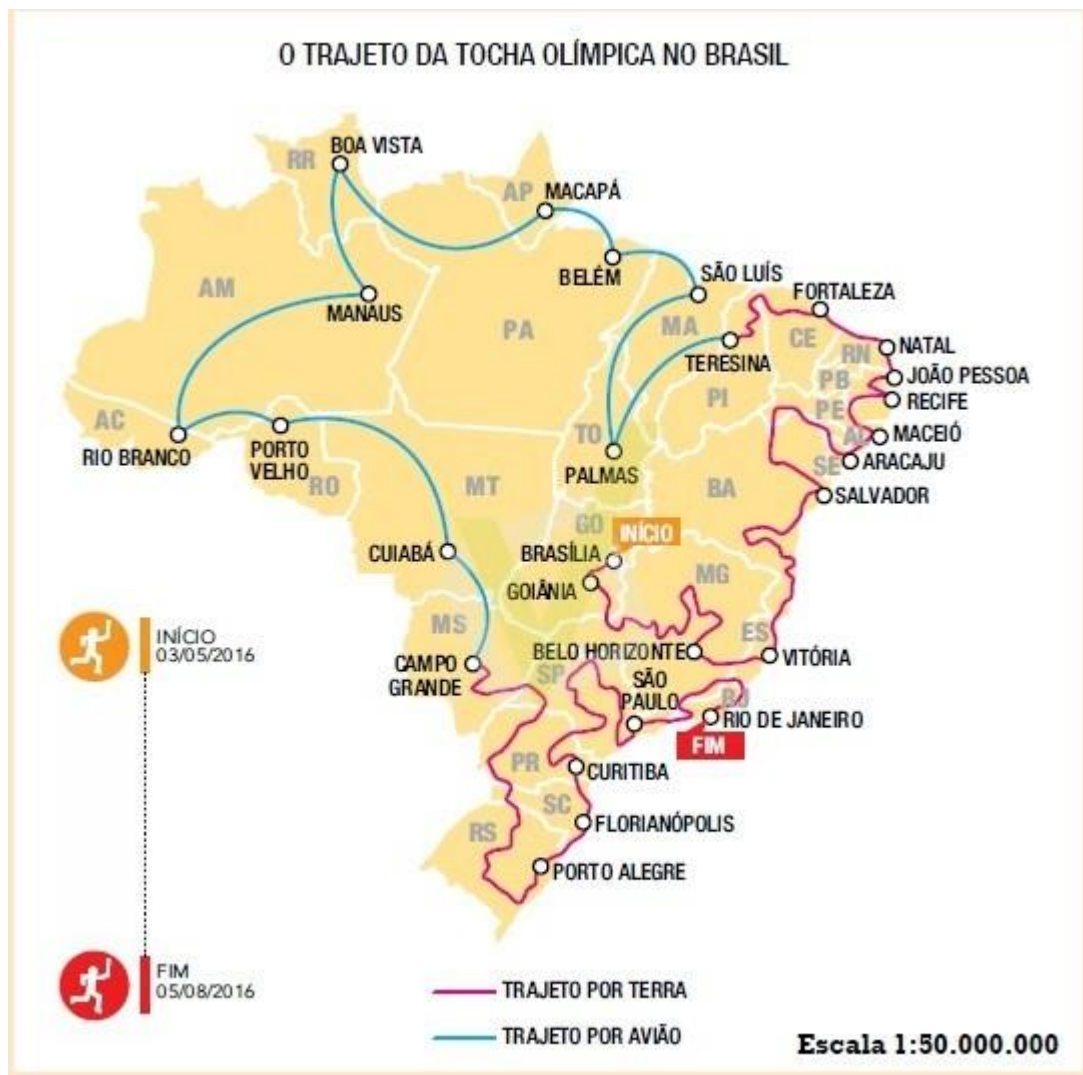 O TRAJETO DA TOCHA OLÍMPICA NO BRASIL
BOA VISTA
RR
AP
MACAPÁ
BELÉM
SÃO LUÍS
FORTALEZA
AM
MANAUS
PA
MA
TERESINA
CE
RN
NATAL
PB
JOÃO PESSOA
PI
PE
RECIFE
AC
RIO BRANCO
PORTO
VELHO
RO
MT
TO
PALMAS
AL
MACEIÓ
SE
ARACAJU
BA
SALVADOR
GO
INÍCIO
BRASÍLIA
CUIABÁ
GOIÂNIA
MG
MS
ES
CAMPO
GRANDE
BELO HORIZONTE
VITÓRIA
SP
SÃO
PAULO
RJ
RIO DE JANEIRO
FIM
PR
CURITIBA
SC
FLORIANÓPOLIS
RS
PORTO ALEGRE
INÍCIO
03/05/2016
FIM
05/08/2016
TRAJETO POR TERRA
TRAJETO POR AVIÃO
Escala 1:50.000.000